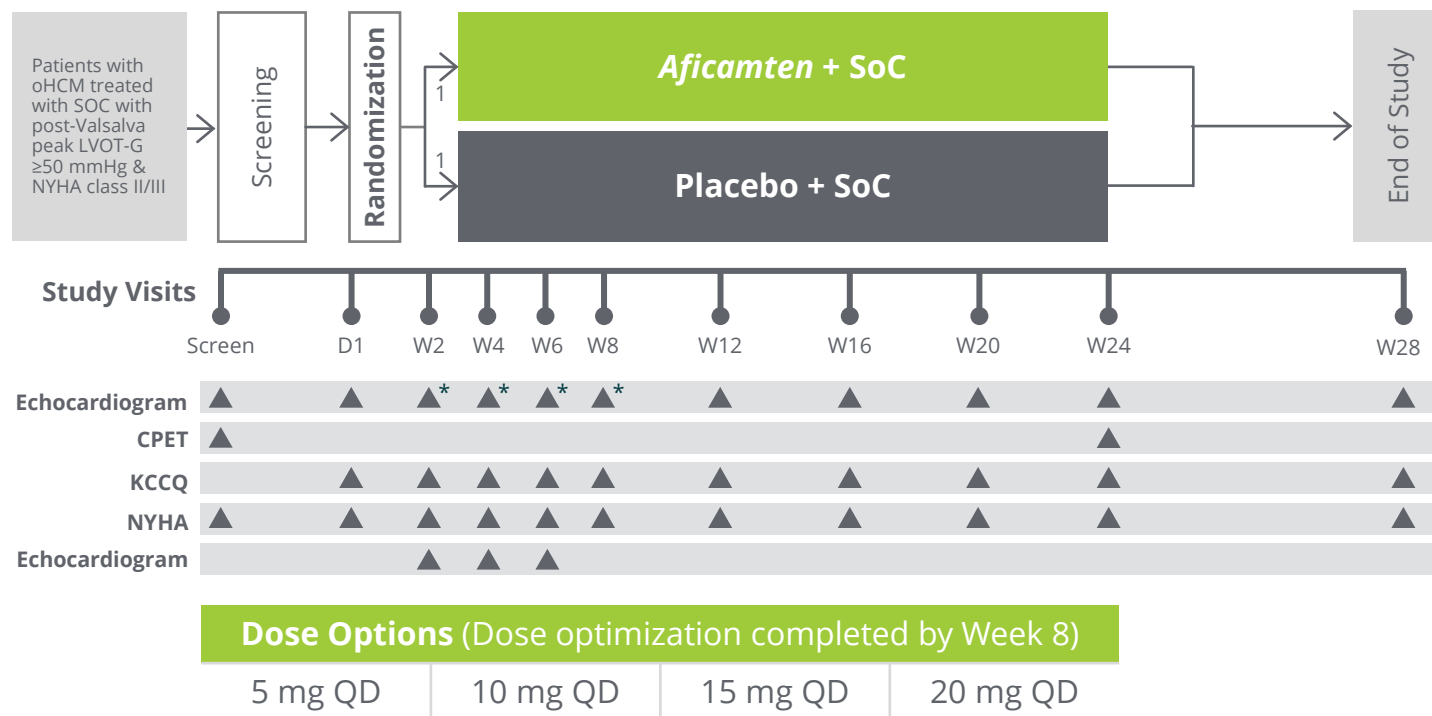 Patients with
oHCM treated
with SOC with
post-Valsalva
peak LVOT-G
≥50 mmHg &
NYHA class II/III
Screening
Randomization
1
1
Aficamten + SoC
Placebo + SoC
End of Study
Study Visits
Screen D1 W2 W4 W6 W8 W12 W16 W20 W24 W28
Echocardiogram * * * *
CPET
KCCQ
NYHA
Echocardiogram
Dose Options (Dose optimization completed by Week 8)
5 mg QD 10 mg QD 15 mg QD 20 mg QD